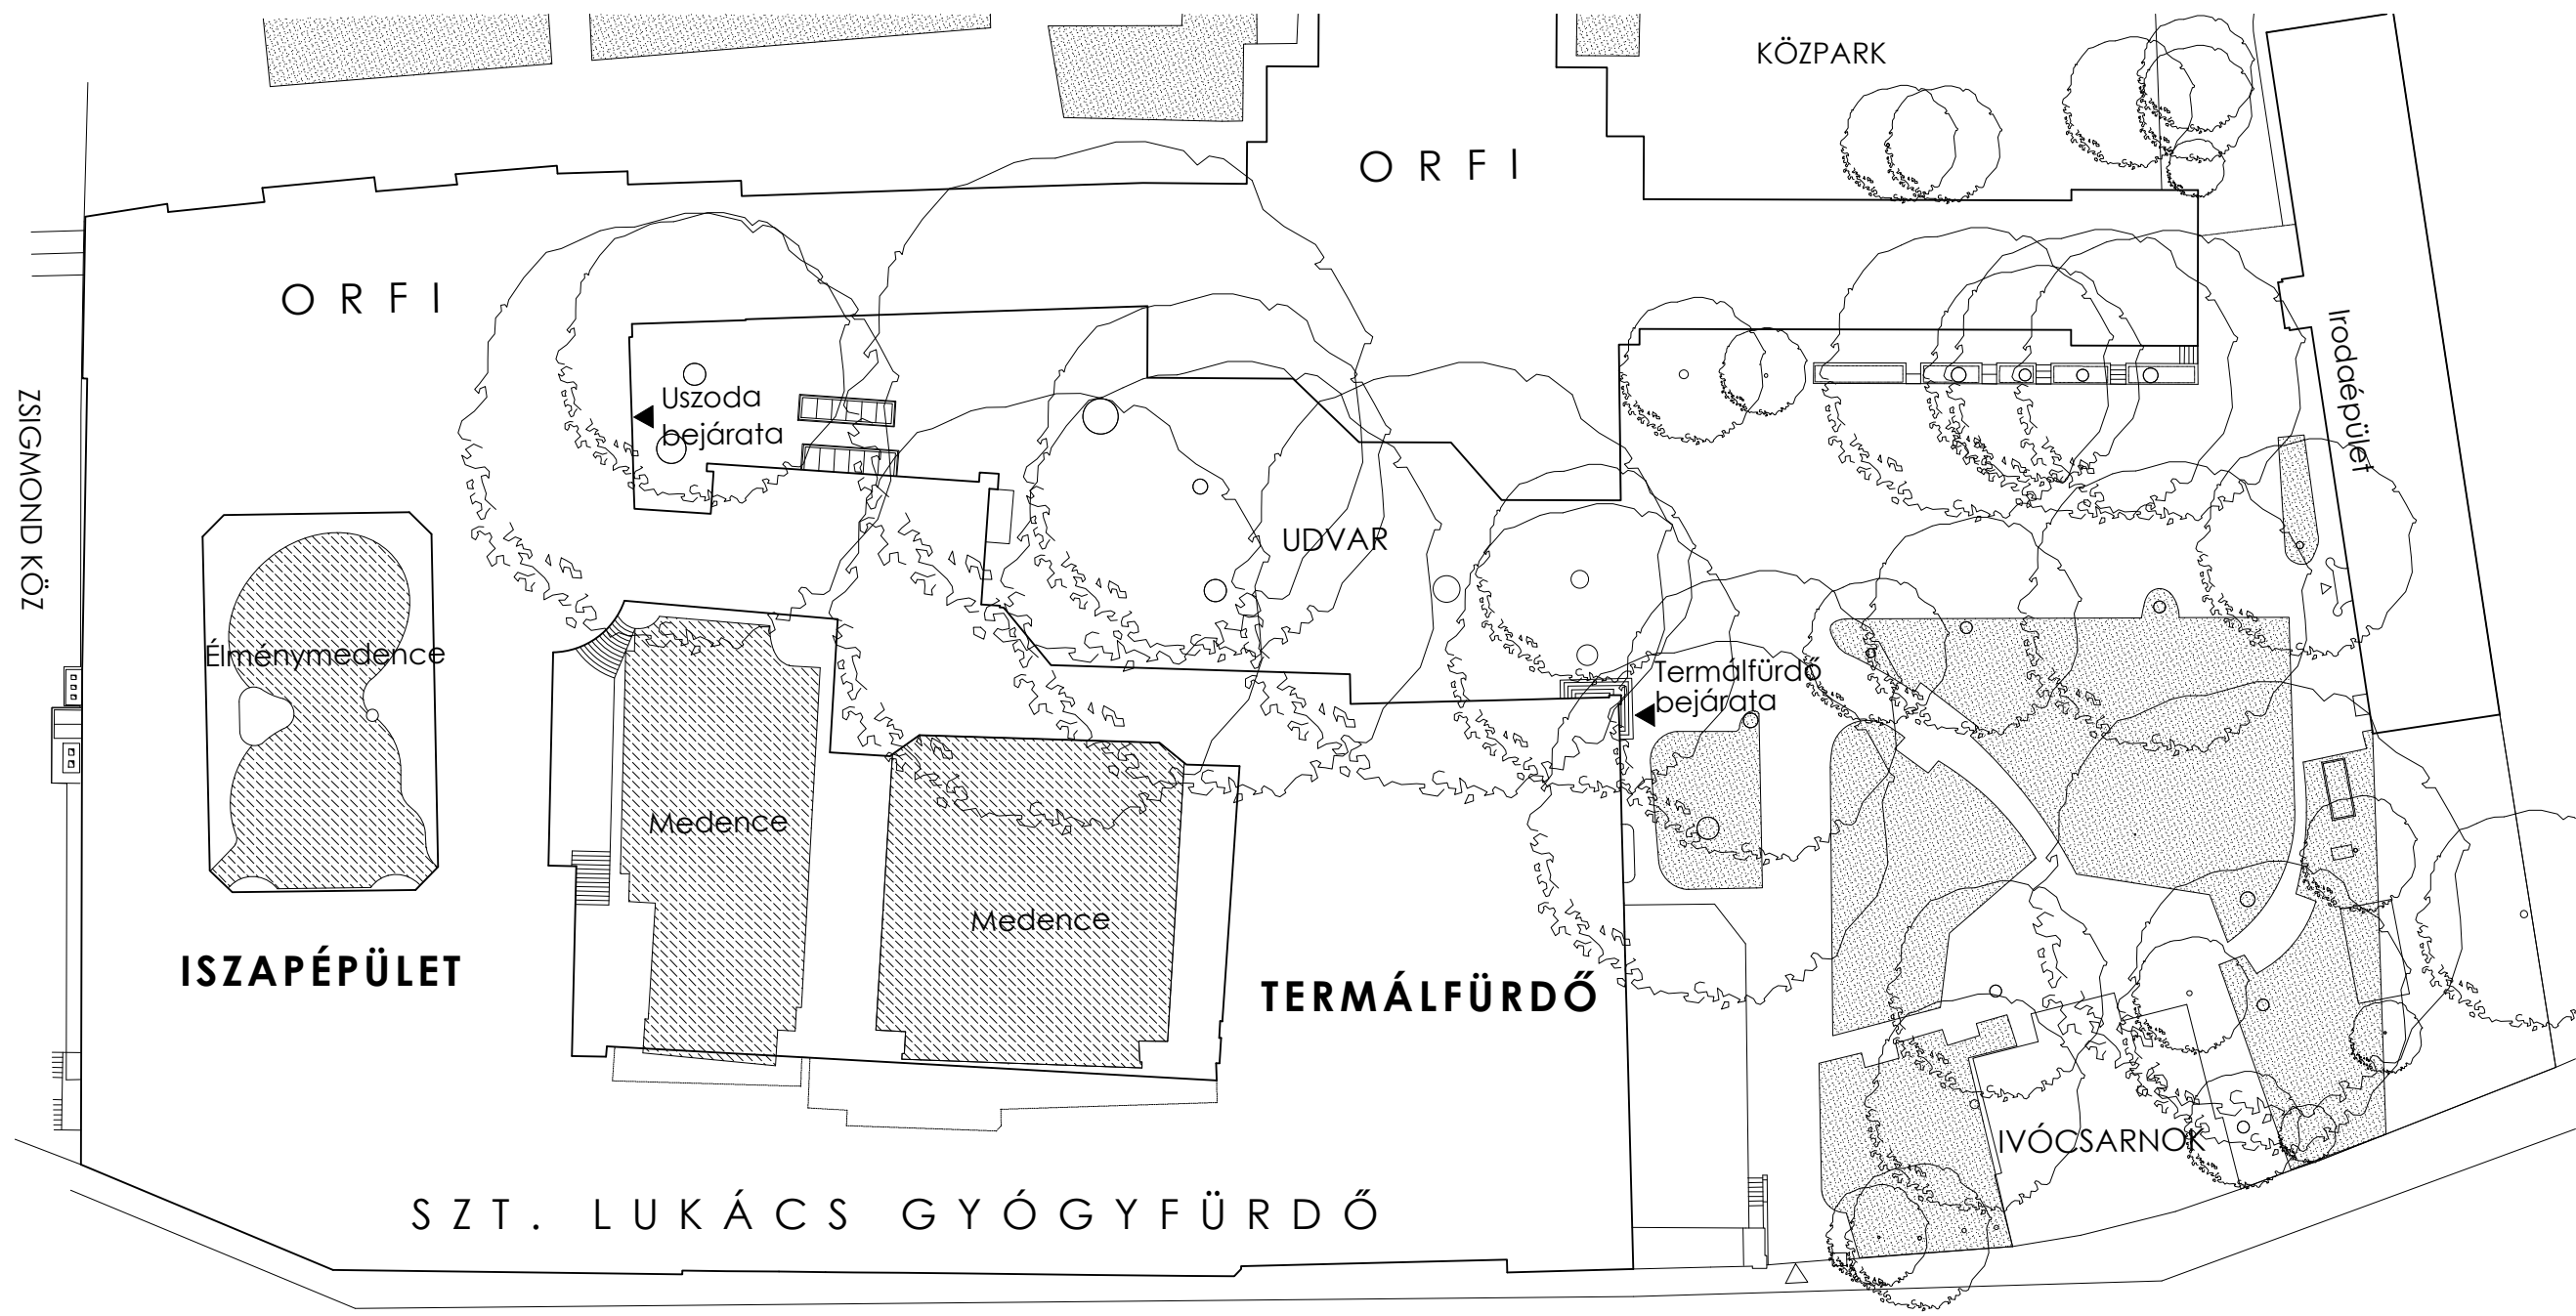 KÖZPARK
ORFI
ORFI
Irodaépület
Uszoda
bejárata
ZSIGMOND KÖZ
UDVAR
Élménymedence
Termálfürdő
bejárata
Medence
Medence
ISZAPÉPÜLET
TERMÁLFÜRDŐ
IVÓCSARNOK
SZT. LUKÁCS GYÓGYFÜRDŐ